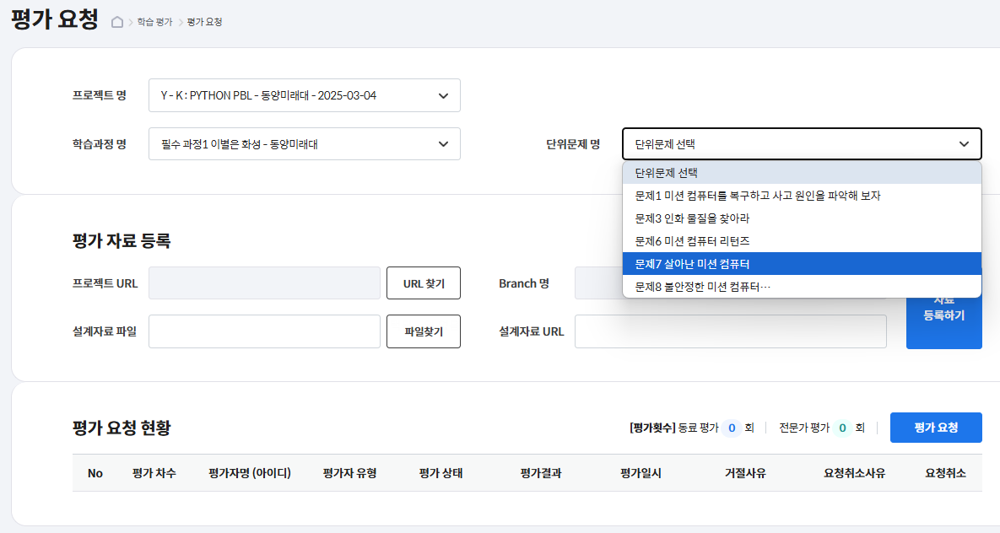 평가 요청
학습 평가
평가 요청
프로젝트 명
Y - K : PYTHON PBL - 동양미래대 - 2025-03-04
학습과정 명
필수 과정1 이별은 화성 - 동양미래대
단위문제 명
단위문제 선택
단위문제 선택
문제1 미션 컴퓨터를 복구하고 사고 원인을 파악해 보자
문제3 인화 물질을 찾아라
문제6 미션 컴퓨터 리턴즈
문제7 살아난 미션 컴퓨터
문제8 불안정한 미션 컴퓨터…
평가 자료 등록
프로젝트 URL
URL 찾기
Branch 명
설계자료 파일
파일찾기
설계자료 URL
자료
등록하기
평가 요청 현황
[평가횟수] 동료 평가 0 회
전문가 평가 0 회
평가 요청
No 평가 차수 평가자명 (아이디) 평가자 유형 평가 상태 평가결과 평가일시 거절사유 요청취소사유 요청취소